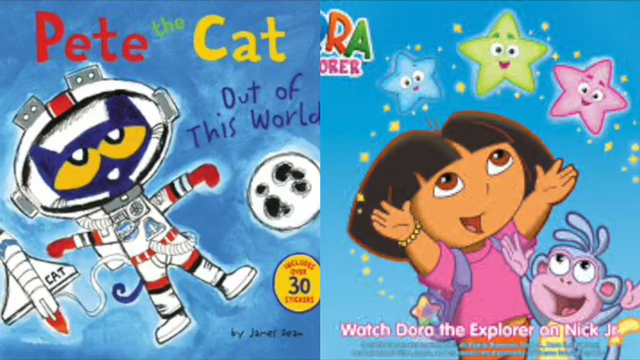 Pete the Cat
Out of
This World
CAT
INCLUDES
OVER
30
STICKERS
by James Dean
RA
ORER
Watch Dora the Explorer on Nick Jr